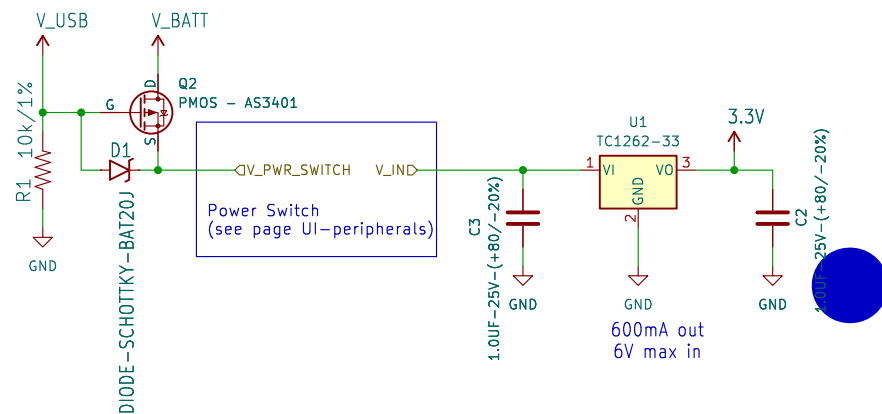 V_USB
V_BATT
R1 10k/1%
G
D
S
Q2
PMOS - AS3401
D1
DIODE-SCHOTTKY-BAT20J
GND
V_PWR_SWITCH
V_IN
Power Switch
(see page UI-peripherals)
C3
1.0UF-25V-(+80/-20%)
GND
U1
TC1262-33
1
VI
VO
3
GND
2
GND
600mA out
6V max in
3.3V
C2
1.0UF-25V-(+80/-20%)
GND